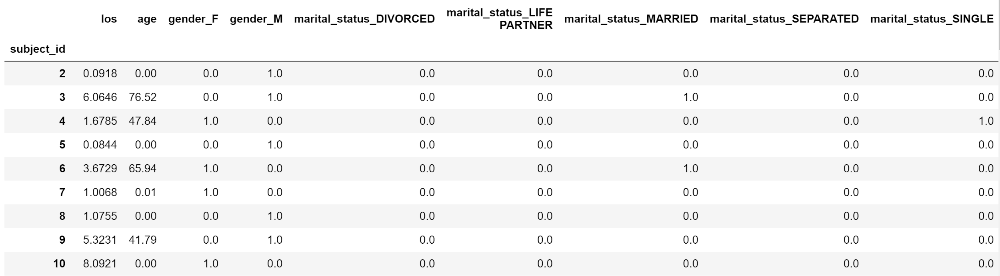 los age gender_F gender_M marital_status_DIVORCED marital_status_LIFE PARTNER marital_status_MARRIED marital_status_SEPARATED marital_status_SINGLE
subject_id
2 0.0918 0.00 0.0 1.0 0.0 0.0 0.0 0.0 0.0
3 6.0646 76.52 0.0 1.0 0.0 0.0 1.0 0.0 0.0
4 1.6785 47.84 1.0 0.0 0.0 0.0 0.0 0.0 1.0
5 0.0844 0.00 0.0 1.0 0.0 0.0 0.0 0.0 0.0
6 3.6729 65.94 1.0 0.0 0.0 0.0 1.0 0.0 0.0
7 1.0068 0.01 1.0 0.0 0.0 0.0 0.0 0.0 0.0
8 1.0755 0.00 0.0 1.0 0.0 0.0 0.0 0.0 0.0
9 5.3231 41.79 0.0 1.0 0.0 0.0 0.0 0.0 0.0
10 8.0921 0.00 1.0 0.0 0.0 0.0 0.0 0.0 0.0